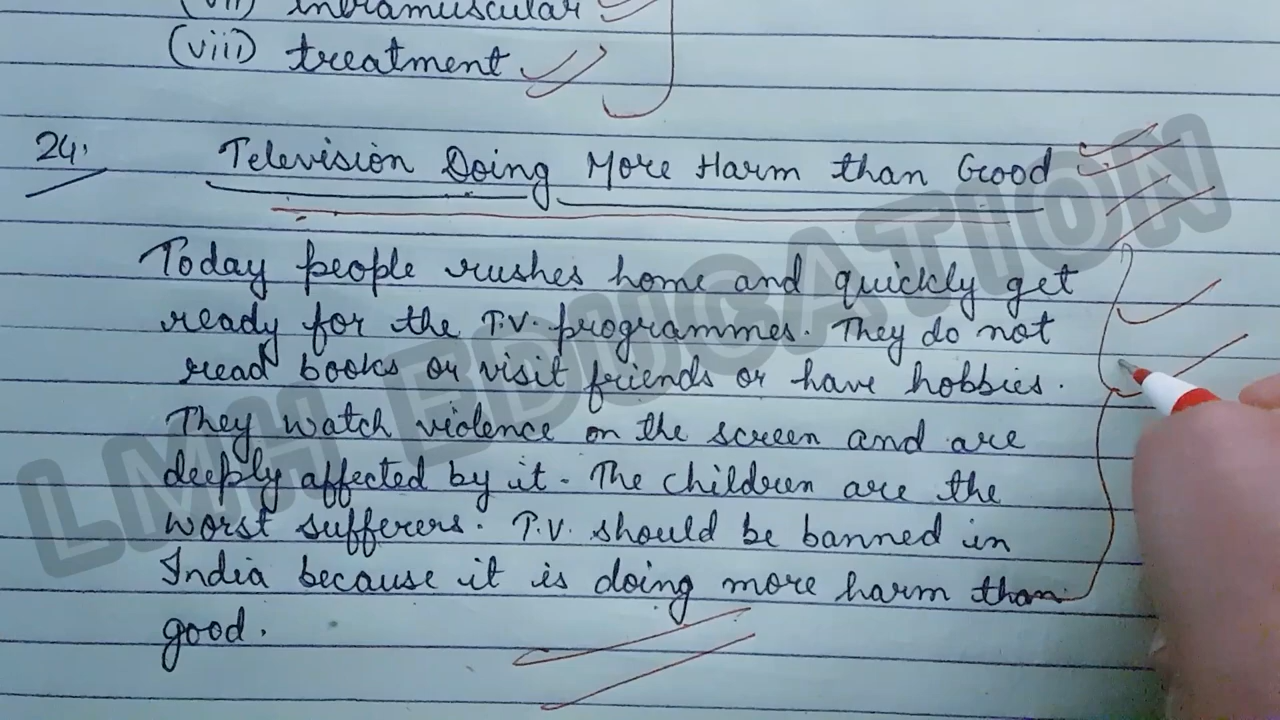 (vii) intramuscular
(viii) treatment
24. Television Doing More Harm than Good
Today people rushes home and quickly get
ready for the T.V. programmes. They do not
read books or visit friends or have hobbies.
They watch violence on the screen and are
deeply affected by it. The children are the
worst sufferers. T.V. should be banned in
India because it is doing more harm than
good.
LMH EDUCATION